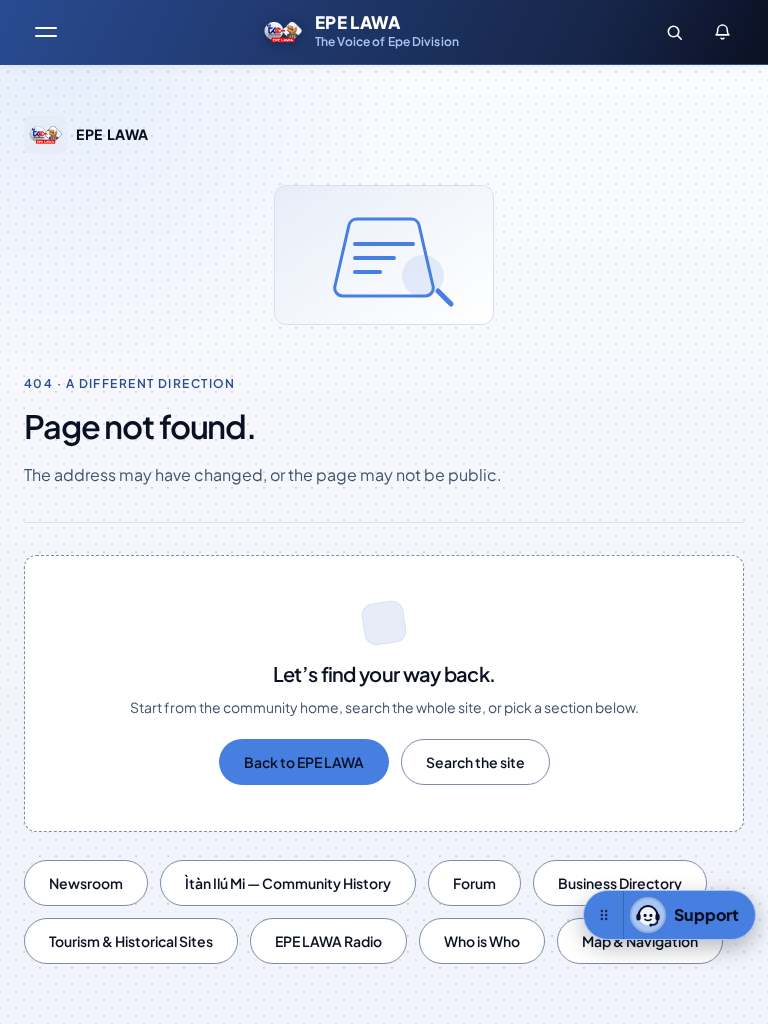 EPE LAWA
The Voice of Epe Division
EPE LAWA
404 · A DIFFERENT DIRECTION
Page not found.
The address may have changed, or the page may not be public.
Let’s find your way back.
Start from the community home, search the whole site, or pick a section below.
Back to EPE LAWA
Search the site
Newsroom
Ìtàn Ilú Mi — Community History
Forum
Business Directory
Tourism & Historical Sites
EPE LAWA Radio
Who is Who
Map & Navigation
Support